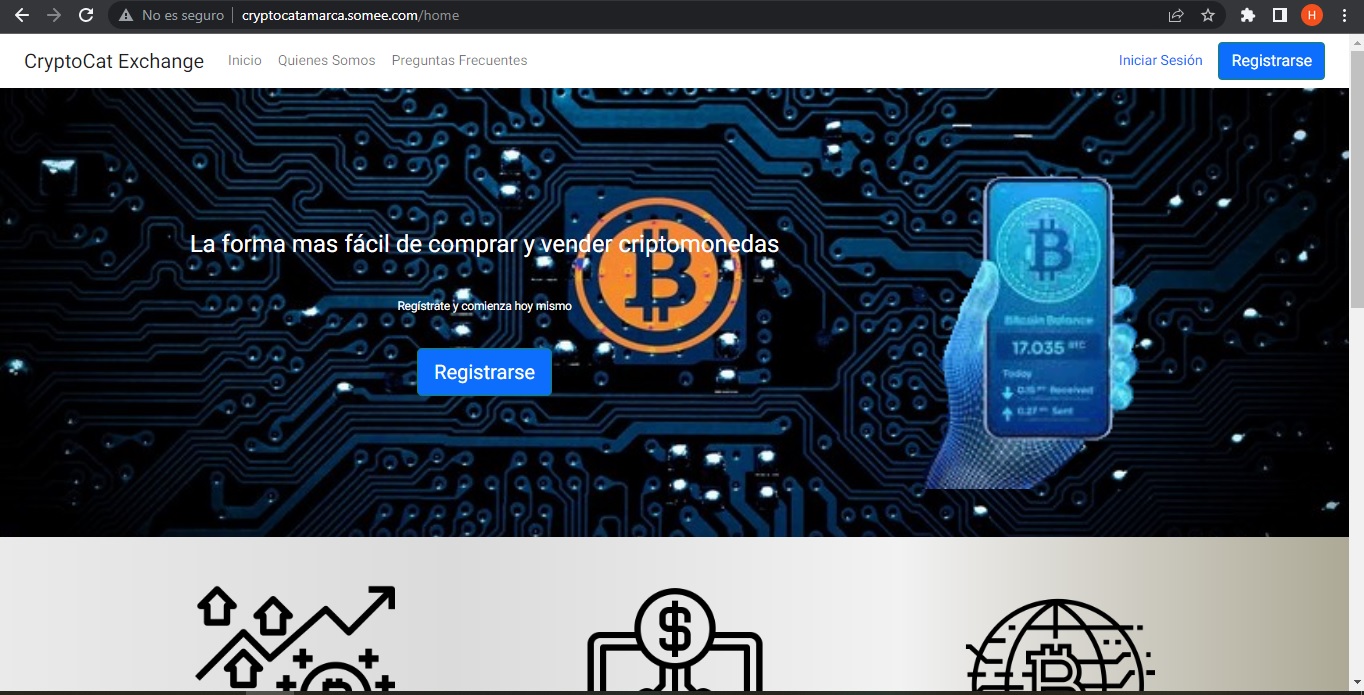 No es seguro cryptocatamarca.somee.com/home
H
CryptoCat Exchange Inicio Quienes Somos Preguntas Frecuentes Iniciar Sesión Registrarse
La forma mas fácil de comprar y vender criptomonedas
Regístrate y comienza hoy mismo
Registrarse
Bitcoin Balance
17.035 BTC
Today
0.15 Received
0.27 Sent